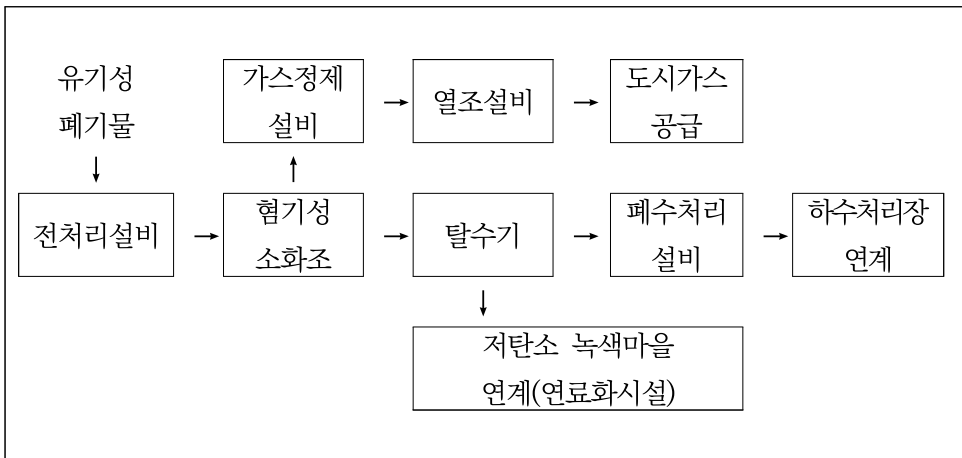 유기성
폐기물
가스정제
설비
열조설비
도시가스
공급
전처리설비
혐기성
소화조
탈수기
폐수처리
설비
하수처리장
연계
저탄소 녹색마을
연계(연료화시설)